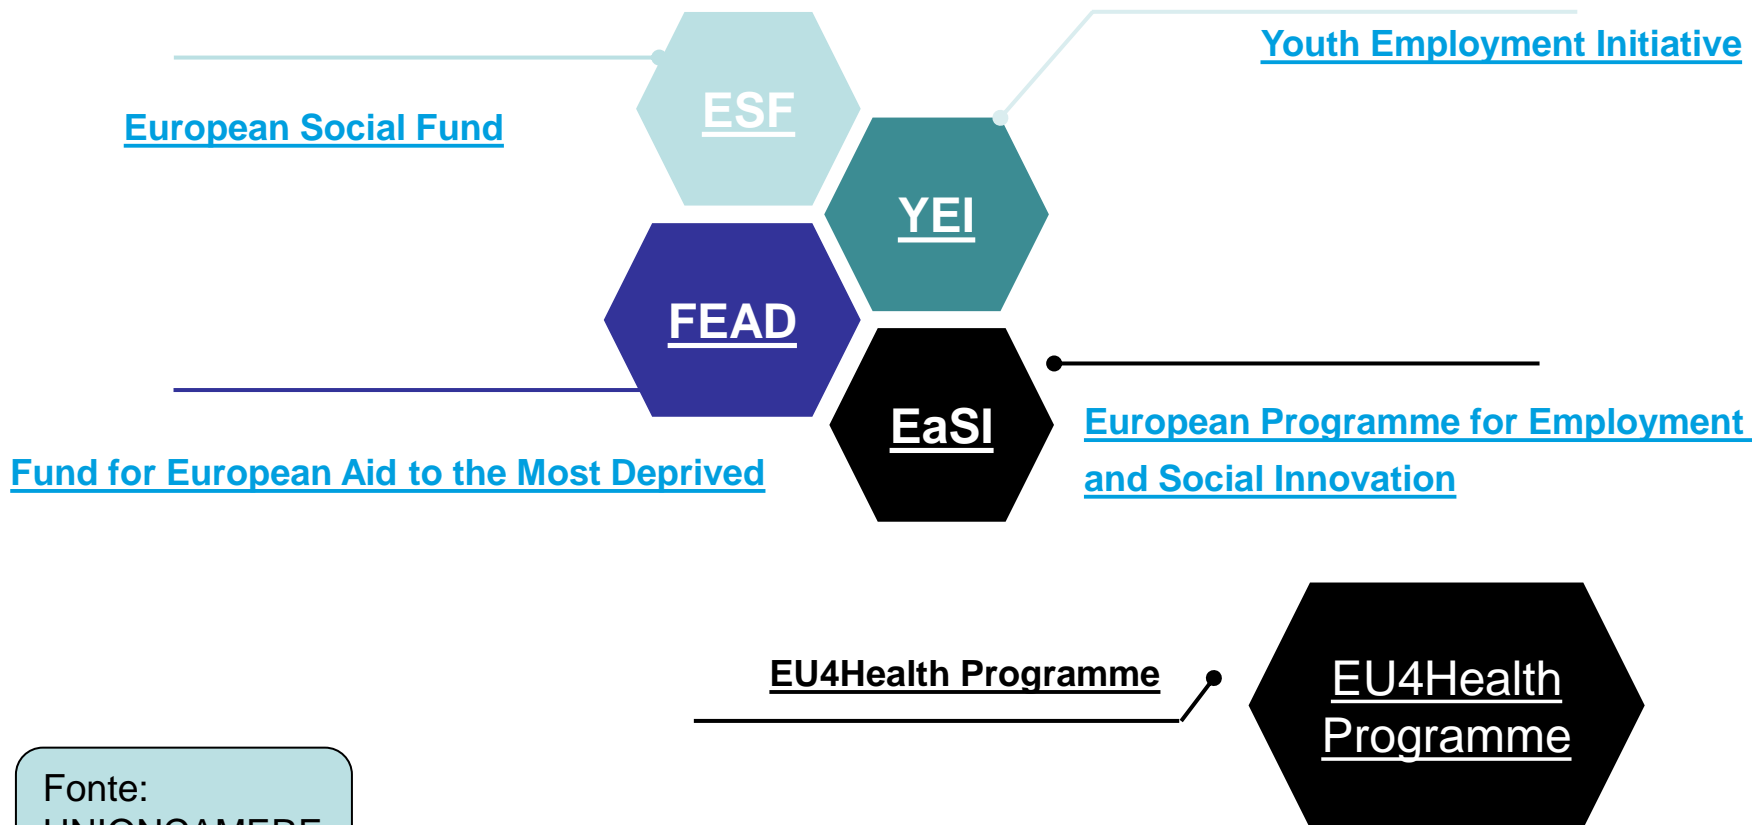 Youth Employment Initiative
ESF
European Social Fund
YEI
FEAD
EaSI
European Programme for Employment
and Social Innovation
Fund for European Aid to the Most Deprived
EU4Health Programme
EU4Health
Programme
Fonte: